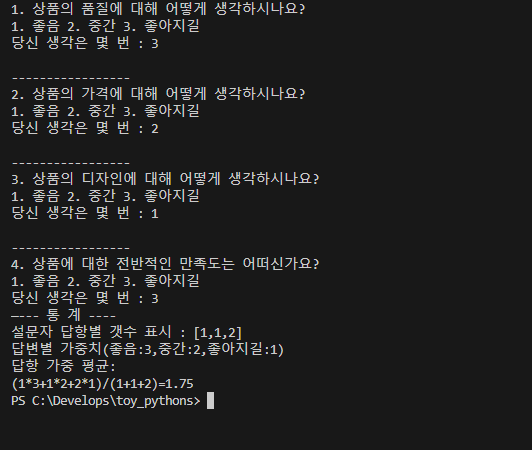 1. 상품의 품질에 대해 어떻게 생각하시나요?
1. 좋음 2. 중간 3. 좋아지길
당신 생각은 몇 번 : 3
-----------------
2. 상품의 가격에 대해 어떻게 생각하시나요?
1. 좋음 2. 중간 3. 좋아지길
당신 생각은 몇 번 : 2
-----------------
3. 상품의 디자인에 대해 어떻게 생각하시나요?
1. 좋음 2. 중간 3. 좋아지길
당신 생각은 몇 번 : 1
-----------------
4. 상품에 대한 전반적인 만족도는 어떠신가요?
1. 좋음 2. 중간 3. 좋아지길
당신 생각은 몇 번 : 3
—--- 통 계 ----
설문자 답항별 갯수 표시 : [1,1,2]
답변별 가중치(좋음:3,중간:2,좋아지길:1)
답항 가중 평균:
(1*3+1*2+2*1)/(1+1+2)=1.75
PS C:\Develops\toy_pythons>